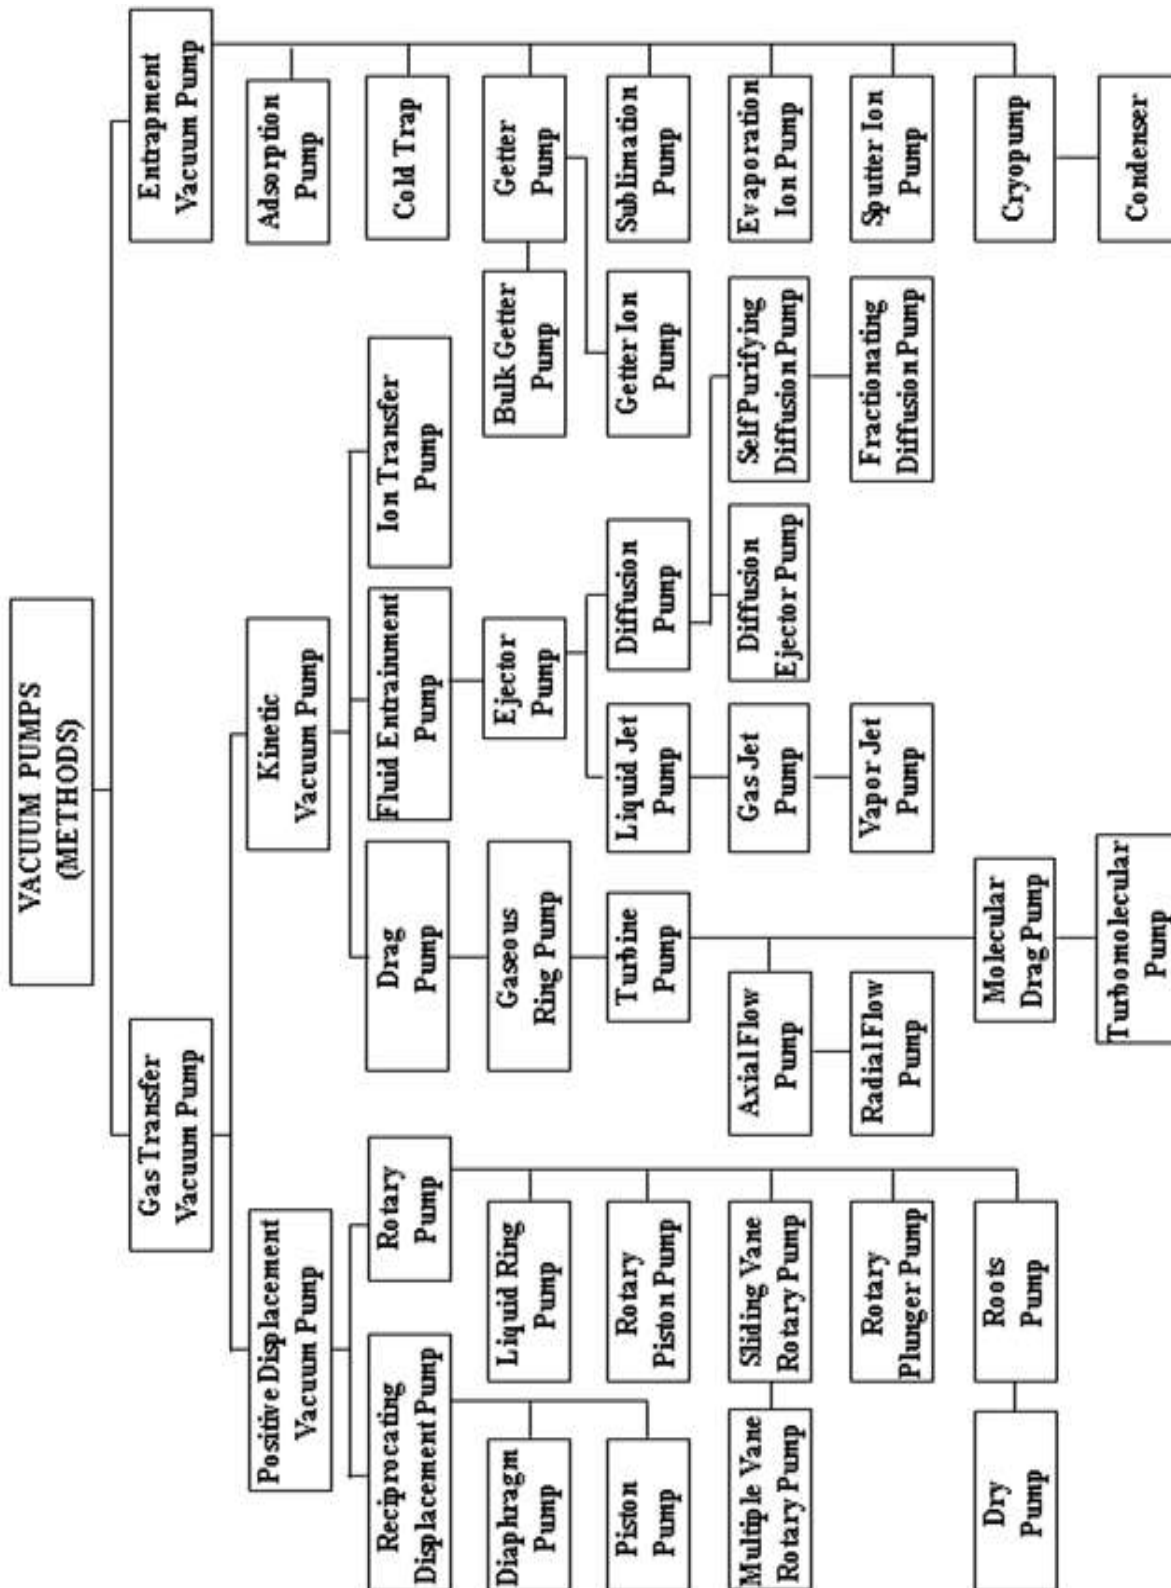 VACUUM PUMPS
(METHODS)
Gas Transfer
Vacuum Pump
Entrapment
Vacuum Pump
Positive Displacement
Vacuum Pump
Kinetic
Vacuum Pump
Adsorption
Pump
Reciprocating
Displacement Pump
Rotary
Pump
Drag
Pump
Fluid Entrainment
Pump
Ion Transfer
Pump
Cold Trap
Diaphragm
Pump
Liquid Ring
Pump
Gaseous
Ring Pump
Ejector
Pump
Bulk Getter
Pump
Getter
Pump
Piston
Pump
Rotary
Piston Pump
Turbine
Pump
Liquid Jet
Pump
Diffusion
Pump
Getter Ion
Pump
Sublimation
Pump
Multiple Vane
Rotary Pump
Sliding Vane
Rotary Pump
Axial Flow
Pump
Gas Jet
Pump
Diffusion
Ejector Pump
Self Purifying
Diffusion Pump
Evaporation
Ion Pump
Rotary
Plunger Pump
Radial Flow
Pump
Vapor Jet
Pump
Fractionating
Diffusion Pump
Sputter Ion
Pump
Dry
Pump
Roots
Pump
Molecular
Drag Pump
Cryopump
Turbomolecular
Pump
Condenser